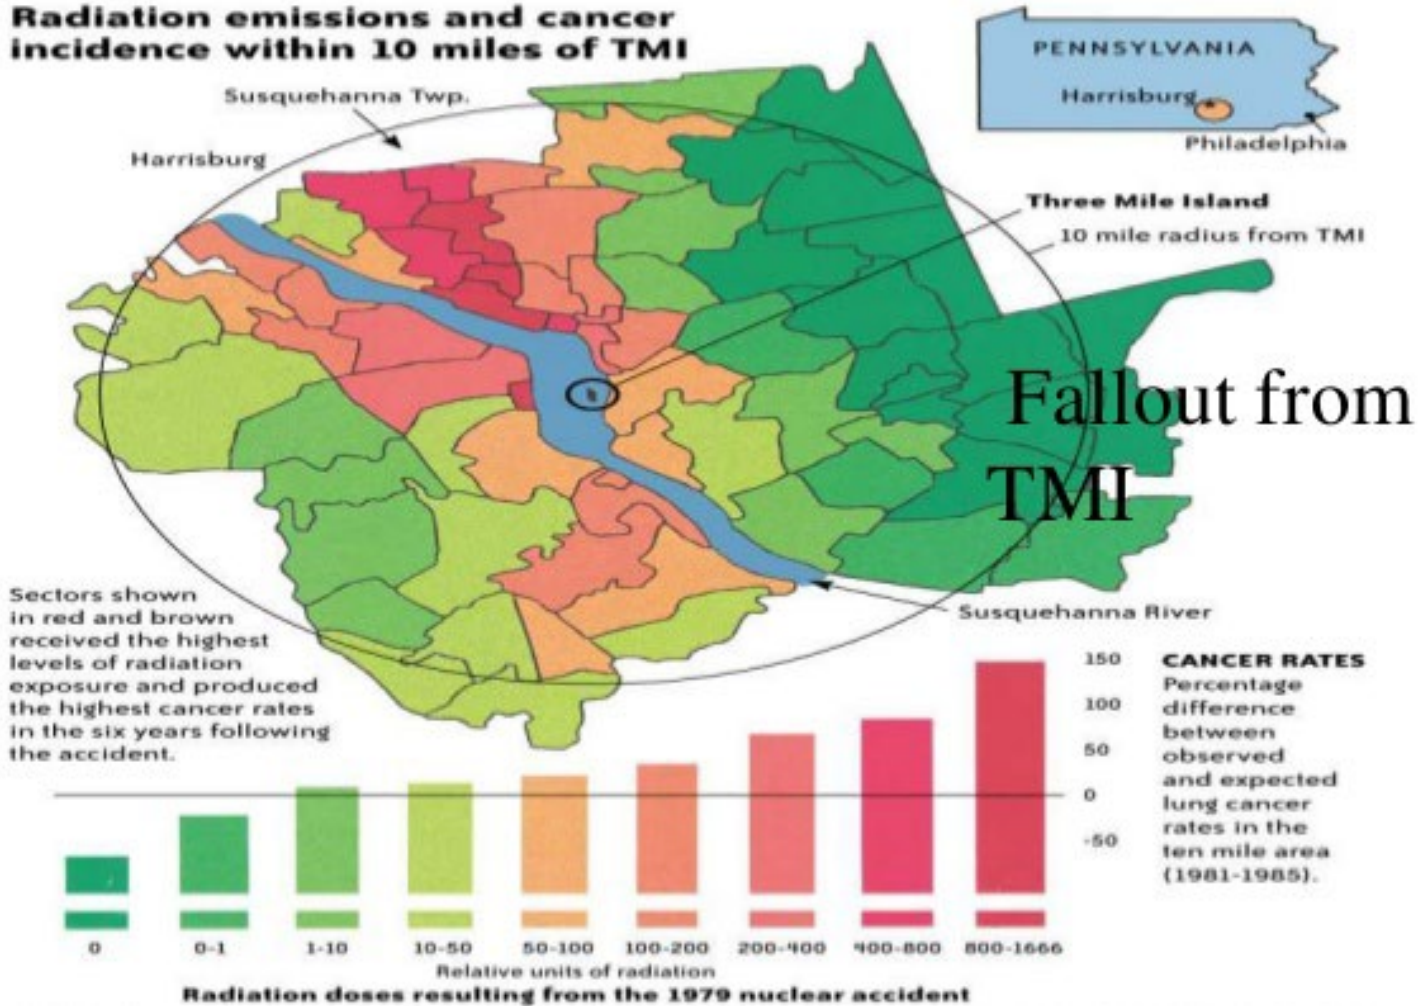 Radiation emissions and cancer
incidence within 10 miles of TMI
Susquehanna Twp.
Harrisburg
PENNSYLVANIA
Harrisburg
Philadelphia
Three Mile Island
10 mile radius from TMI
Fallout from
TMI
Susquehanna River
Sectors shown
in red and brown
received the highest
levels of radiation
exposure and produced
the highest cancer rates
in the six years following
the accident.
150
100
50
0
-50
CANCER RATES
Percentage
difference
between
observed
and expected
lung cancer
rates in the
ten mile area
(1981-1985).
0 0-1 1-10 10-50 50-100 100-200 200-400 400-800 800-1666
Relative units of radiation
Radiation doses resulting from the 1979 nuclear accident